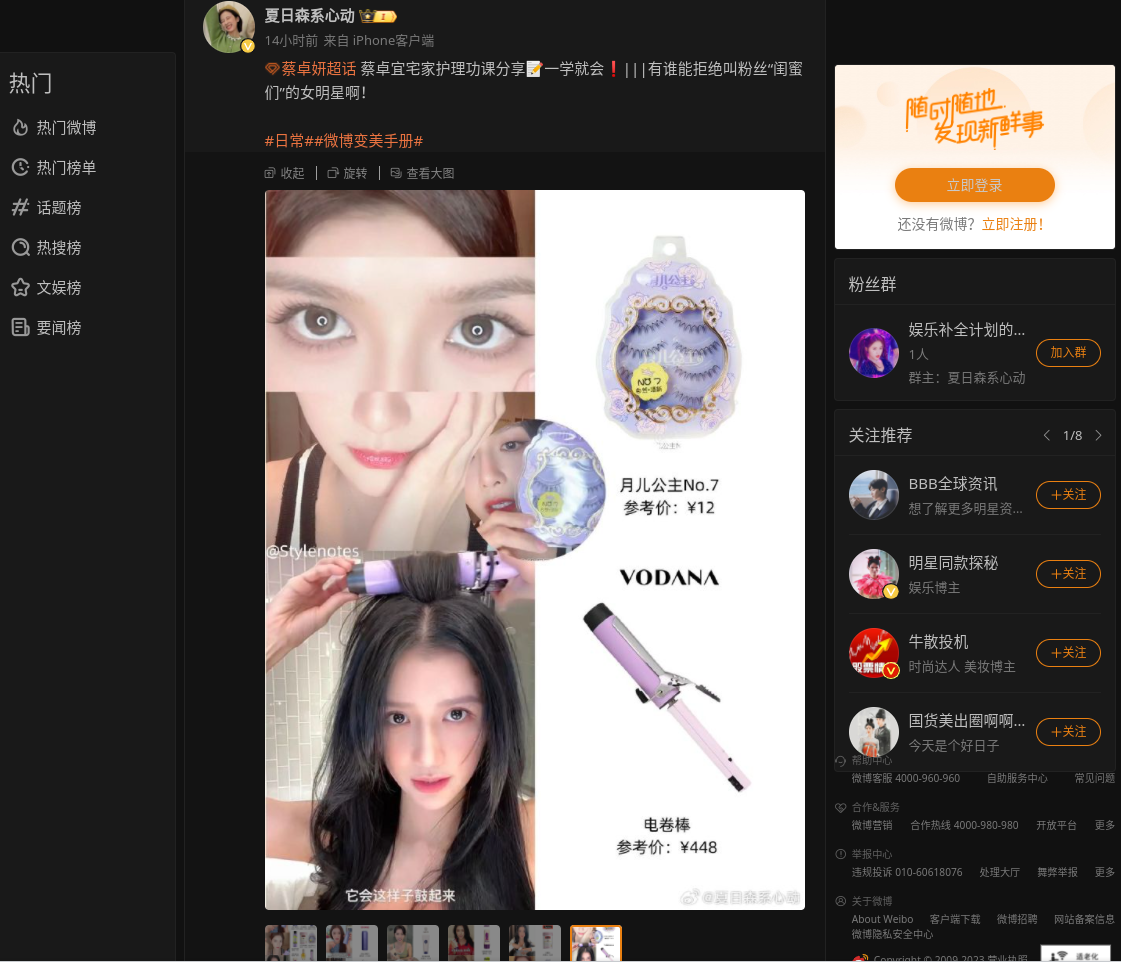 热门
热门微博
热门榜单
话题榜
热搜榜
文娱榜
要闻榜
夏日森系心动
14小时前 来自 iPhone客户端
蔡卓妍超话 蔡卓宜宅家护理功课分享📝一学就会❗|||有谁能拒绝叫粉丝“闺蜜
们”的女明星啊！
#日常##微博变美手册#
收起
旋转
查看大图
月儿公主
NO 7
月儿公主No.7
参考价：¥12
@Stylenotes
VODANA
电卷棒
参考价：¥448
它会这样子鼓起来
@夏日森系心动
随时随地
发现新鲜事
立即登录
还没有微博？立即注册！
粉丝群
娱乐补全计划的...
1人
群主：夏日森系心动
加入群
关注推荐
1/8
BBB全球资讯
想了解更多明星资...
+关注
明星同款探秘
娱乐博主
+关注
牛散投机
时尚达人 美妆博主
+关注
国货美出圈啊啊...
今天是个好日子
+关注
帮助中心
微博客服 4000-960-960 自助服务中心 常见问题
合作&服务
微博营销 合作热线 4000-980-980 开放平台 更多
举报中心
违规投诉 010-60618076 处理大厅 舞弊举报 更多
关于微博
About Weibo 客户端下载 微博招聘 网站备案信息
微博隐私安全中心
Copyright © 2009-2023 营业执照
适老化